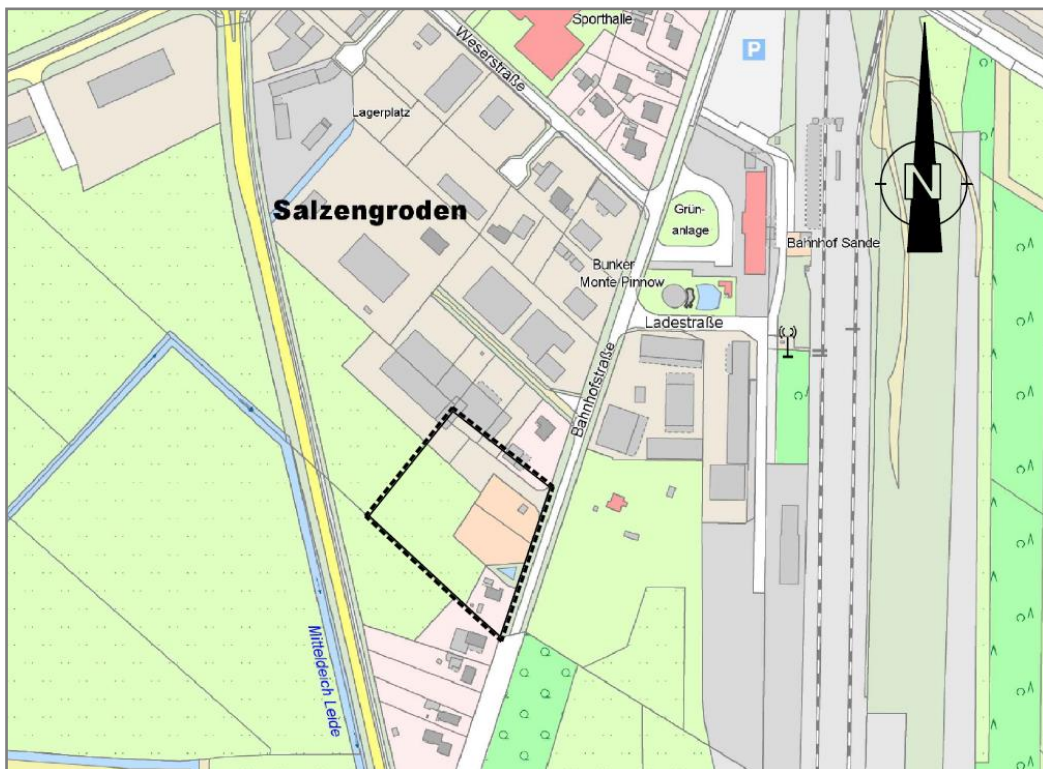 Sporthalle
P
Weserstraße
Lagerplatz
Salzengroden
N
Grün-
anlage
Bahnhof Sande
Bunker
Monte Pinnow
Ladestraße
Bahnhofstraße
Mitteldeich Leide